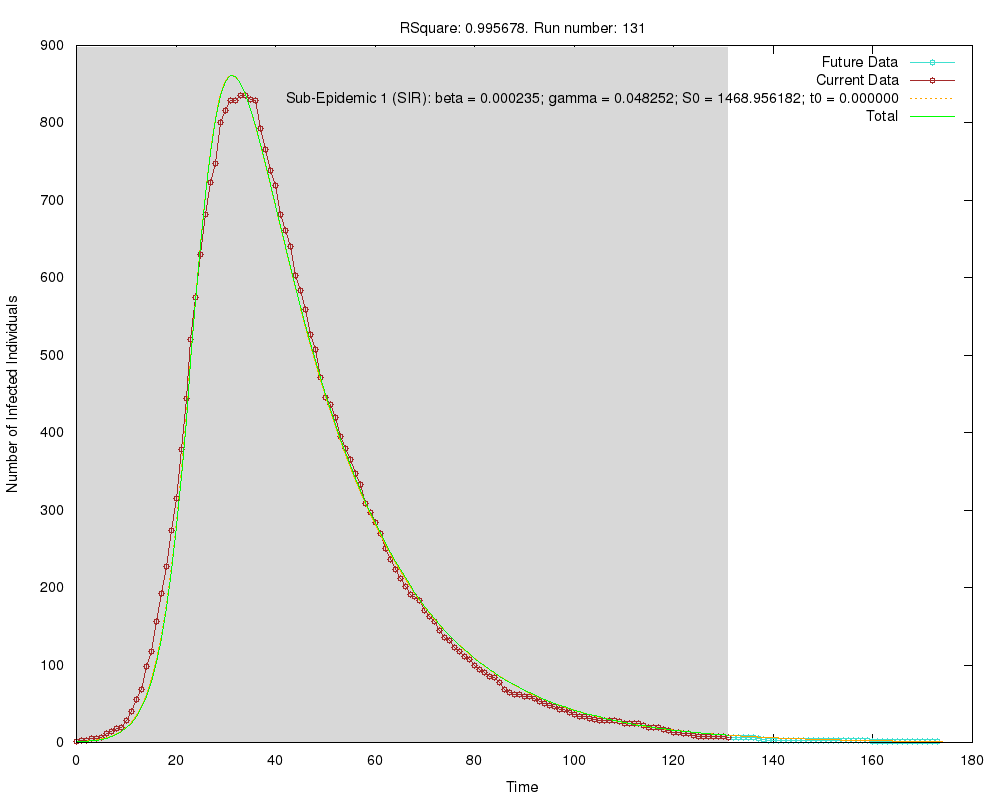 RSquare: 0.995678. Run number: 131
Future Data
Current Data
Sub-Epidemic 1 (SIR): beta = 0.000235; gamma = 0.048252; S0 = 1468.956182; t0 = 0.000000
Total
Number of Infected Individuals
900
800
700
600
500
400
300
200
100
0
0 20 40 60 80 100 120 140 160 180
Time